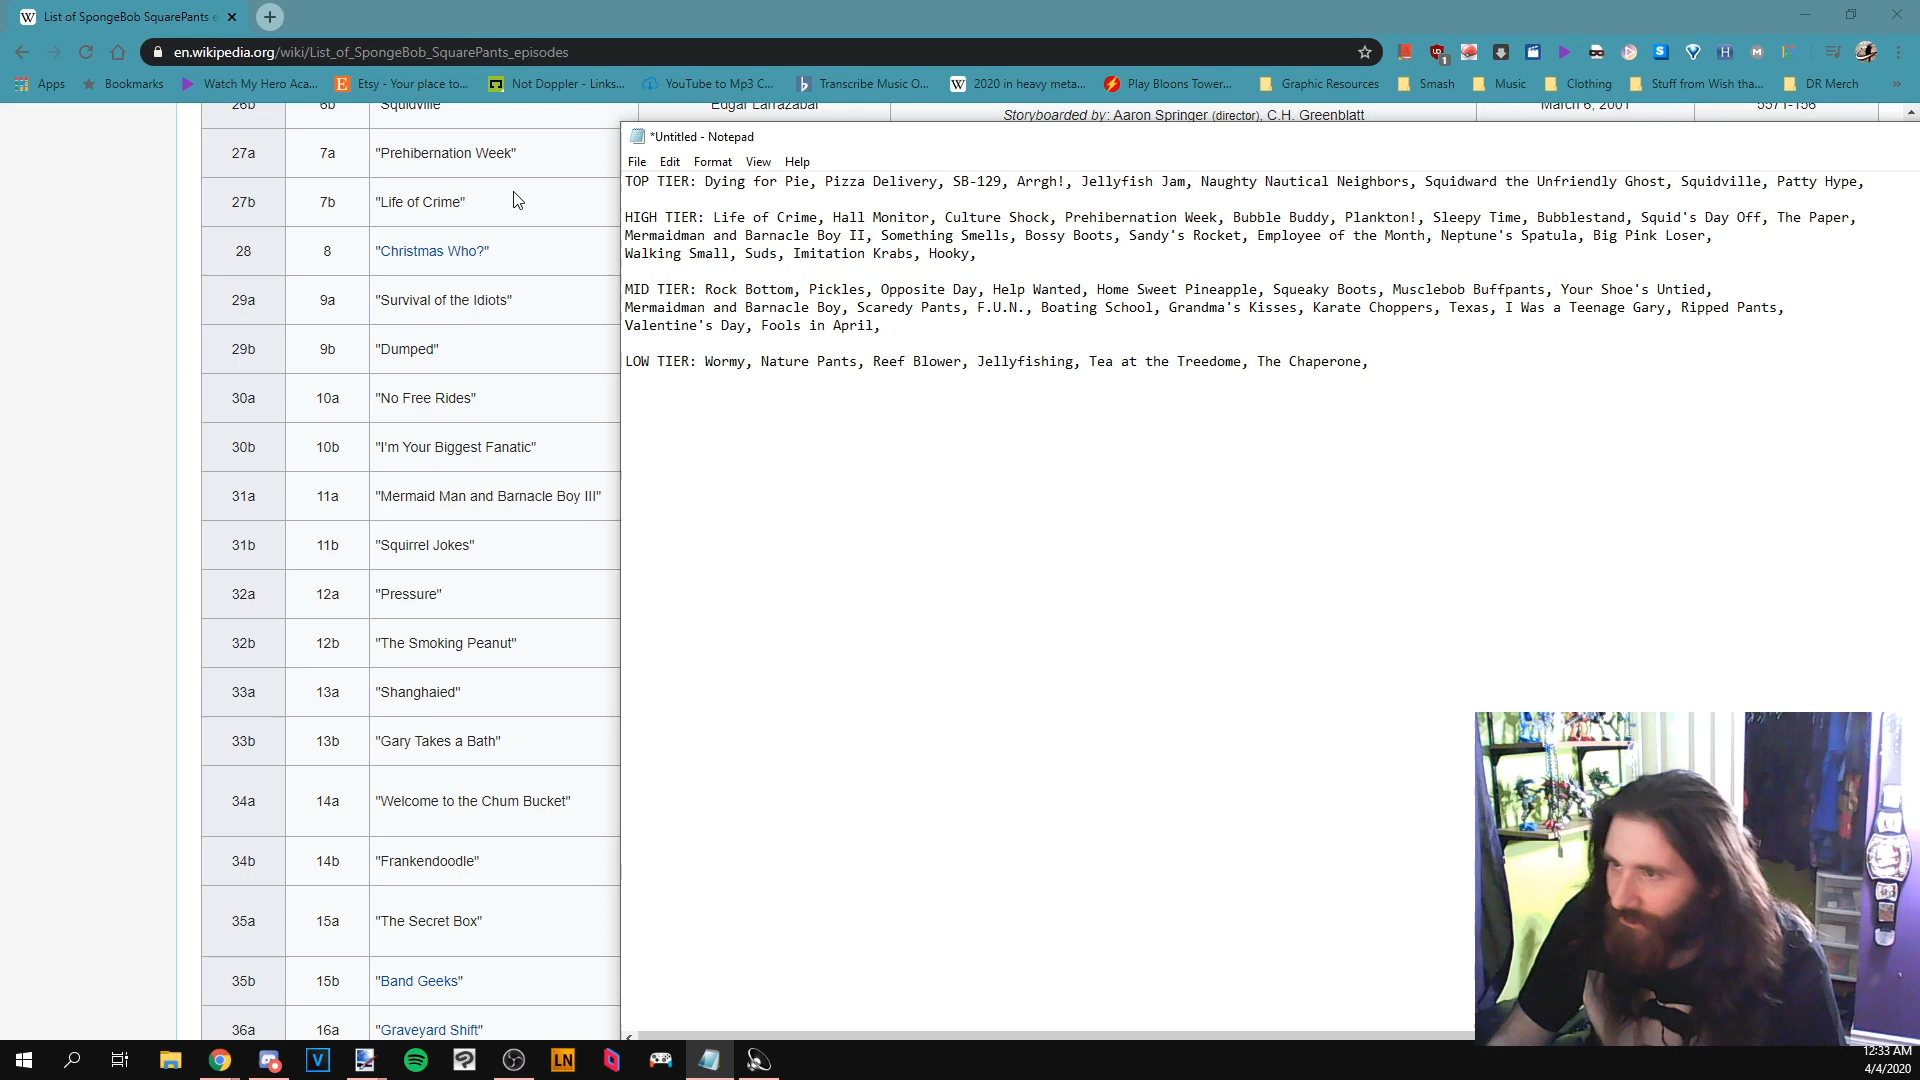 List of SpongeBob SquarePants e
en.wikipedia.org/wiki/List_of_SpongeBob_SquarePants_episodes
Apps
Bookmarks
Watch My Hero Aca...
Etsy - Your place to...
Not Doppler - Links...
YouTube to Mp3 C...
Transcribe Music O...
2020 in heavy meta...
Play Bloons Tower...
Graphic Resources
Smash
Music
Clothing
Stuff from Wish tha...
DR Merch
»
26b 6b "Squidville" Edgar Larrazábal March 6, 2001 5571-156
Storyboarded by: Aaron Springer (director), C.H. Greenblatt
27a 7a "Prehibernation Week"
27b 7b "Life of Crime"
28 8 "Christmas Who?"
29a 9a "Survival of the Idiots"
29b 9b "Dumped"
30a 10a "No Free Rides"
30b 10b "I'm Your Biggest Fanatic"
31a 11a "Mermaid Man and Barnacle Boy III"
31b 11b "Squirrel Jokes"
32a 12a "Pressure"
32b 12b "The Smoking Peanut"
33a 13a "Shanghaied"
33b 13b "Gary Takes a Bath"
34a 14a "Welcome to the Chum Bucket"
34b 14b "Frankendoodle"
35a 15a "The Secret Box"
35b 15b "Band Geeks"
36a 16a "Graveyard Shift"
*Untitled - Notepad
File Edit Format View Help
TOP TIER: Dying for Pie, Pizza Delivery, SB-129, Arrgh!, Jellyfish Jam, Naughty Nautical Neighbors, Squidward the Unfriendly Ghost, Squidville, Patty Hype,
HIGH TIER: Life of Crime, Hall Monitor, Culture Shock, Prehibernation Week, Bubble Buddy, Plankton!, Sleepy Time, Bubblestand, Squid's Day Off, The Paper,
Mermaidman and Barnacle Boy II, Something Smells, Bossy Boots, Sandy's Rocket, Employee of the Month, Neptune's Spatula, Big Pink Loser,
Walking Small, Suds, Imitation Krabs, Hooky,
MID TIER: Rock Bottom, Pickles, Opposite Day, Help Wanted, Home Sweet Pineapple, Squeaky Boots, Musclebob Buffpants, Your Shoe's Untied,
Mermaidman and Barnacle Boy, Scaredy Pants, F.U.N., Boating School, Grandma's Kisses, Karate Choppers, Texas, I Was a Teenage Gary, Ripped Pants,
Valentine's Day, Fools in April,
LOW TIER: Wormy, Nature Pants, Reef Blower, Jellyfishing, Tea at the Treedome, The Chaperone,
LN
12:33 AM
4/4/2020